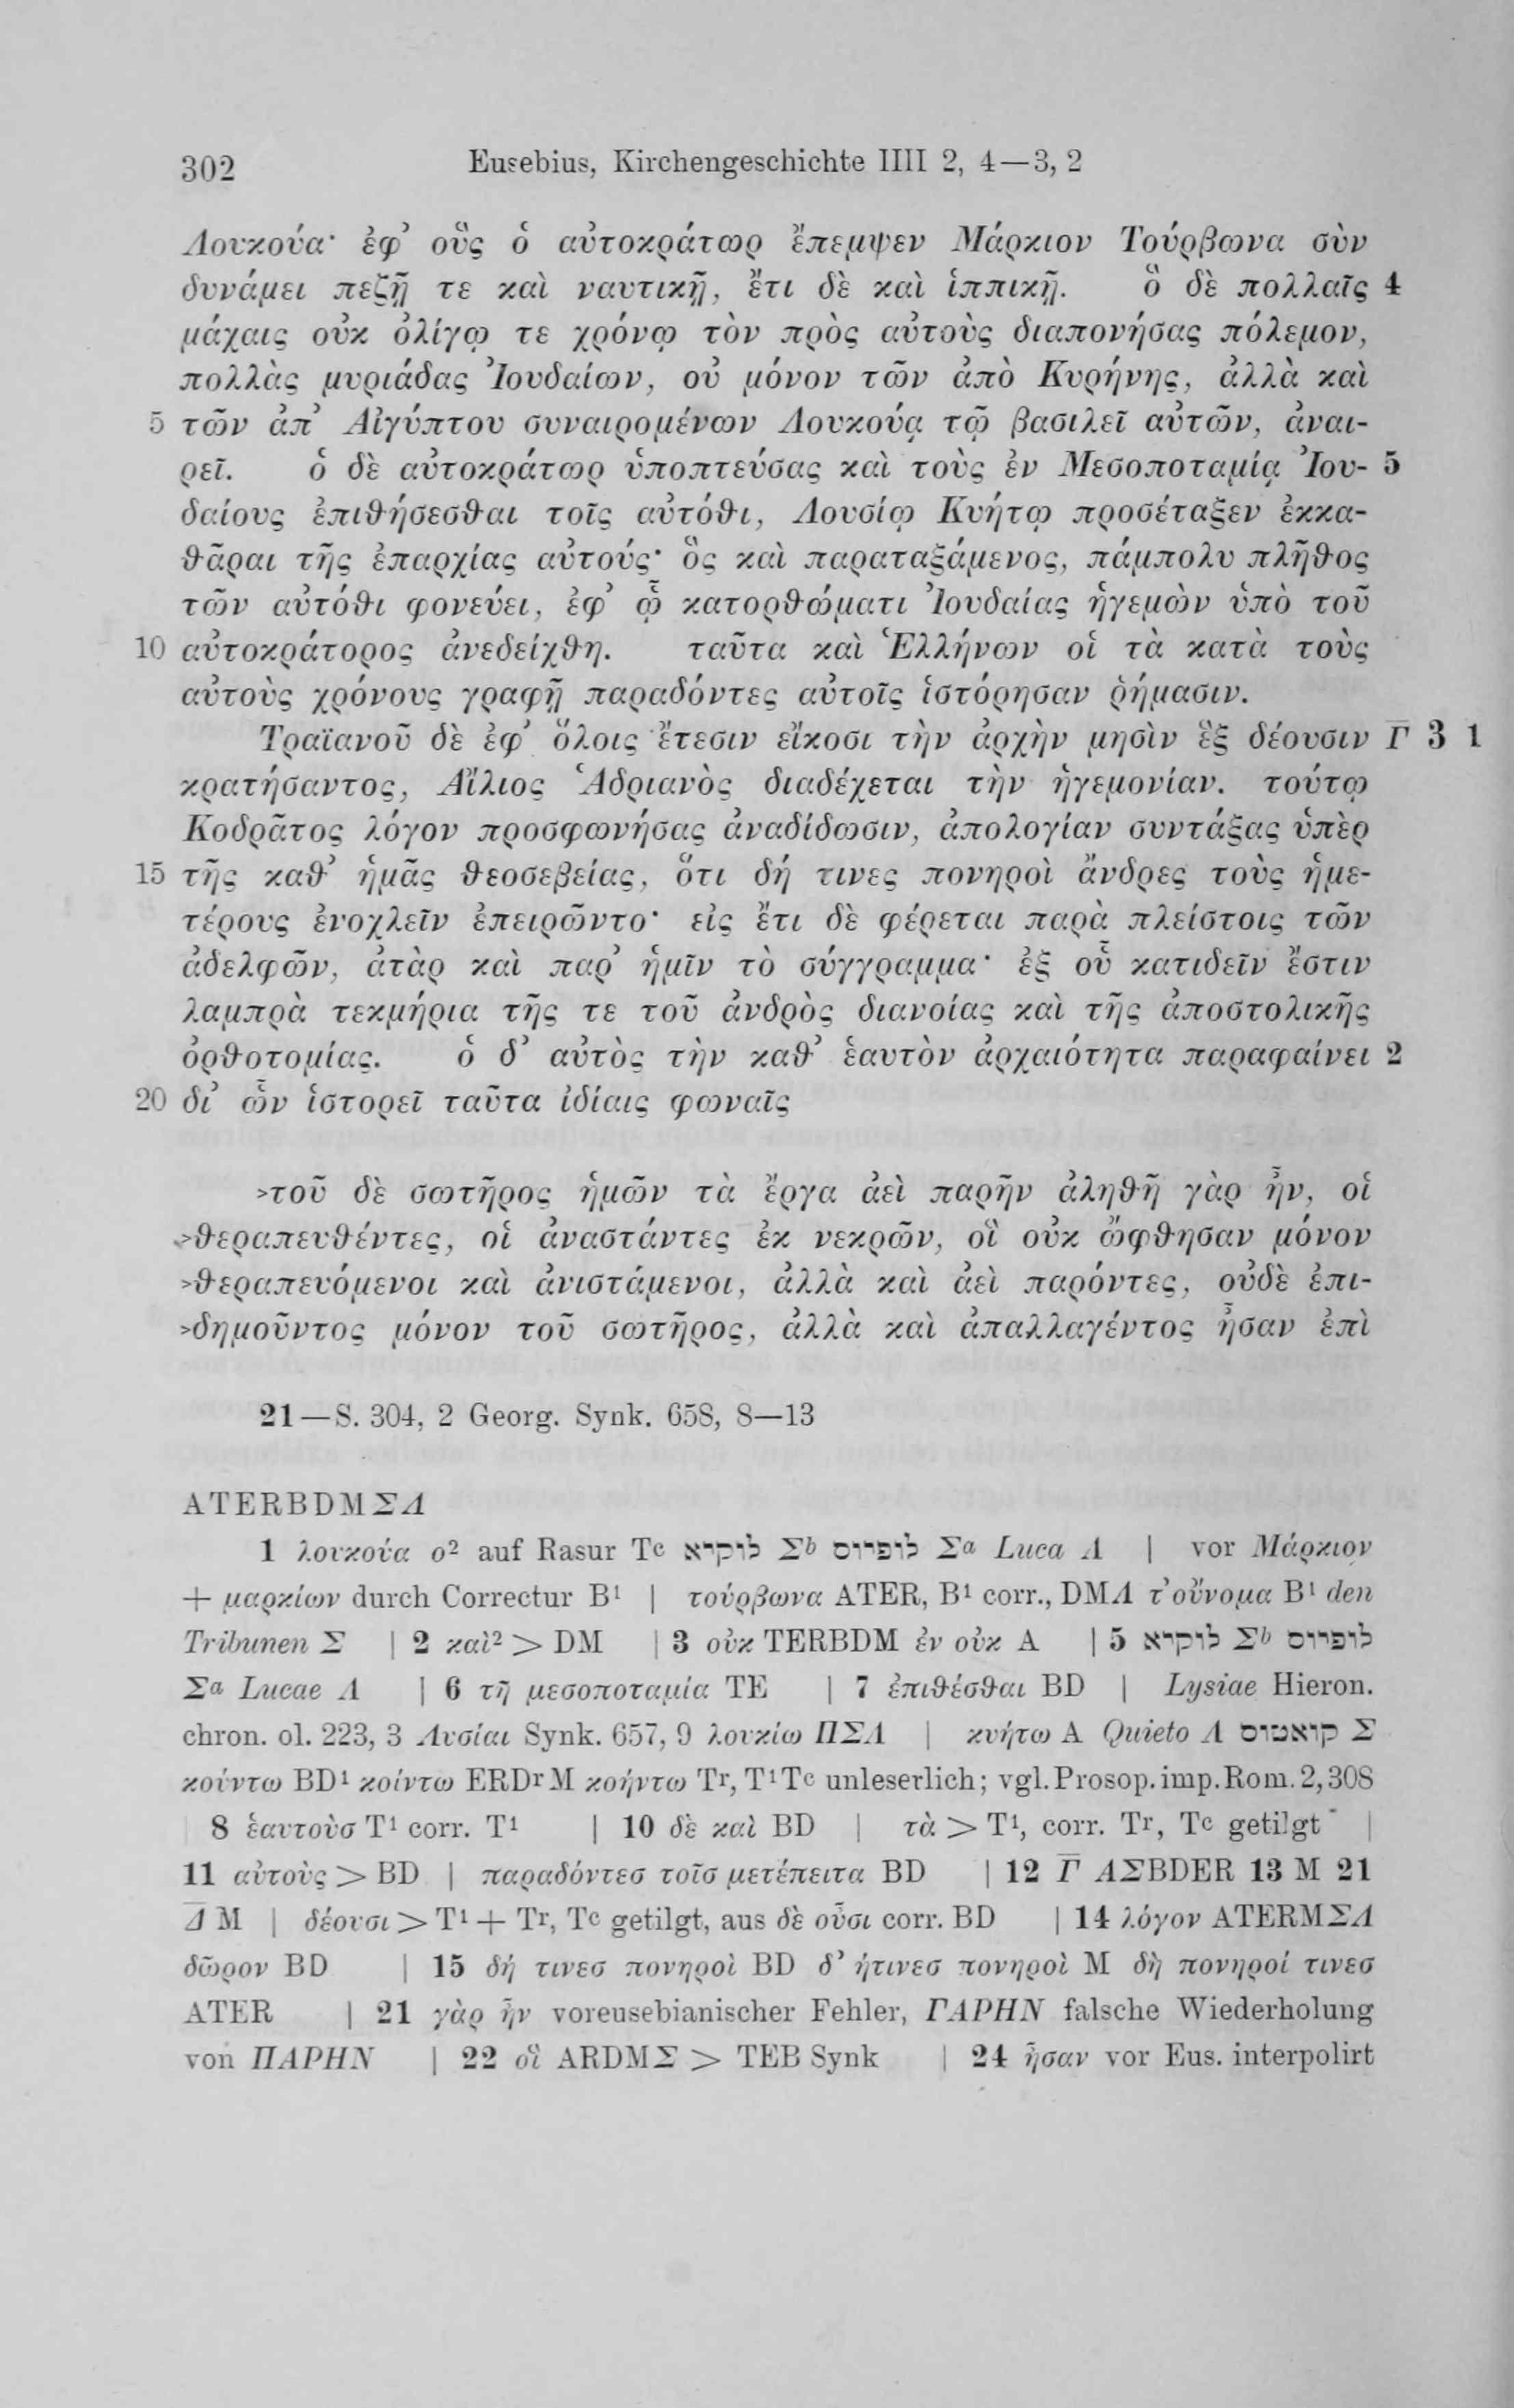 302 Eusebius, Kirchengeschichte IIII 2, 4—3, 2
Λουκούα· ἐφ’ οὓς ὁ αὐτοκράτωρ ἔπεμψεν Μάρκιον Τούρβωνα σὺν
δυνάμει πεζῇ τε καὶ ναυτικῇ, ἔτι δὲ καὶ ἱππικῇ. ὃ δὲ πολλαῖς 4
μάχαις οὐκ ὀλίγῳ τε χρόνῳ τὸν πρὸς αὐτοὺς διαπονήσας πόλεμον,
πολλὰς μυριάδας Ἰουδαίων, οὐ μόνον τῶν ἀπὸ Κυρήνης, ἀλλὰ καὶ
5 τῶν ἀπ’ Αἰγύπτου συναιρομένων Λουκούᾳ τῷ βασιλεῖ αὐτῶν, ἀναι-
ρεῖ. ὁ δὲ αὐτοκράτωρ ὑποπτεύσας καὶ τοὺς ἐν Μεσοποταμίᾳ Ἰου- 5
δαίους ἐπιθήσεσθαι τοῖς αὐτόθι, Λουσίῳ Κυήτῳ προσέταξεν ἐκκα-
θᾶραι τῆς ἐπαρχίας αὐτούς· ὃς καὶ παραταξάμενος, πάμπολυ πλῆθος
τῶν αὐτόθι φονεύει, ἐφ’ ᾧ κατορθώματι Ἰουδαίας ἡγεμὼν ὑπὸ τοῦ
10 αὐτοκράτορος ἀνεδείχθη. ταῦτα καὶ Ἑλλήνων οἱ τὰ κατὰ τοὺς
αὐτοὺς χρόνους γραφῇ παραδόντες αὐτοῖς ἱστόρησαν ῥήμασιν.
Τραϊανοῦ δὲ ἐφ’ ὅλοις ἔτεσιν εἴκοσι τὴν ἀρχὴν μησὶν ἓξ δέουσιν Γ̅ 3 1
κρατήσαντος, Αἴλιος Ἁδριανὸς διαδέχεται τὴν ἡγεμονίαν. τούτῳ
Κοδρᾶτος λόγον προσφωνήσας ἀναδίδωσιν, ἀπολογίαν συντάξας ὑπὲρ
15 τῆς καθ’ ἡμᾶς θεοσεβείας, ὅτι δή τινες πονηροὶ ἄνδρες τοὺς ἡμε-
τέρους ἐνοχλεῖν ἐπειρῶντο· εἰς ἔτι δὲ φέρεται παρὰ πλείστοις τῶν
ἀδελφῶν, ἀτὰρ καὶ παρ’ ἡμῖν τὸ σύγγραμμα· ἐξ οὗ κατιδεῖν ἔστιν
λαμπρὰ τεκμήρια τῆς τε τοῦ ἀνδρὸς διανοίας καὶ τῆς ἀποστολικῆς
ὀρθοτομίας. ὁ δ’ αὐτὸς τὴν καθ’ ἑαυτὸν ἀρχαιότητα παραφαίνει 2
20 δι’ ὧν ἱστορεῖ ταῦτα ἰδίαις φωναῖς
>τοῦ δὲ σωτῆρος ἡμῶν τὰ ἔργα ἀεὶ παρῆν ἀληθῆ γὰρ ἦν, οἱ
>θεραπευθέντες, οἱ ἀναστάντες ἐκ νεκρῶν, οἳ οὐκ ὤφθησαν μόνον
>θεραπευόμενοι καὶ ἀνιστάμενοι, ἀλλὰ καὶ ἀεὶ παρόντες, οὐδὲ ἐπι-
>δημοῦντος μόνον τοῦ σωτῆρος, ἀλλὰ καὶ ἀπαλλαγέντος ἦσαν ἐπὶ
21—S. 304, 2 Georg. Synk. 658, 8—13
ATERBDMΣΛ
1 λουκούα ο² auf Rasur Tᶜ לוקיא Σᵇ לופיוס Σᵃ Luca Λ | vor Μάρκιον
+ μαρκίων durch Correctur B¹ | τούρβωνα ATER, B¹ corr., DMΛ τ’οὔνομα B¹ den
Tribunen Σ | 2 καὶ² > DM | 3 οὐκ TERBDM ἐν οὐκ A | 5 לוקיא Σᵇ לופיוס
Σᵃ Lucae Λ | 6 τῆ μεσοποταμία TE | 7 ἐπιθέσθαι BD | Lysiae Hieron.
chron. ol. 223, 3 Λυσίαι Synk. 657, 9 λουκίω ΠΣΛ | κυήτω A Quieto Λ קואטוס Σ
κούντω BD¹ κοίντω ERDʳM κοήντω Tʳ, T¹Tᶜ unleserlich; vgl. Prosop. imp. Rom. 2, 308
| 8 ἑαυτοὺσ T¹ corr. T¹ | 10 δὲ καὶ BD | τὰ > T¹, corr. Tʳ, Tᶜ getilgt |
11 αὐτοὺς > BD | παραδόντεσ τοῖσ μετέπειτα BD | 12 Γ̅ ΛΣBDER 13 M 21
Δ̅ M | δέουσι > T¹ + Tʳ, Tᶜ getilgt, aus δὲ οὖσι corr. BD | 14 λόγον ATERMΣΛ
δῶρον BD | 15 δή τινεσ πονηροὶ BD δ’ ἥτινεσ πονηροὶ M δὴ πονηροί τινεσ
ATER | 21 γὰρ ἦν voreusebianischer Fehler, ΓΑΡΗΝ falsche Wiederholung
von ΠΑΡΗΝ | 22 οἳ ARDMΣ > TEB Synk | 24 ἦσαν vor Eus. interpolirt